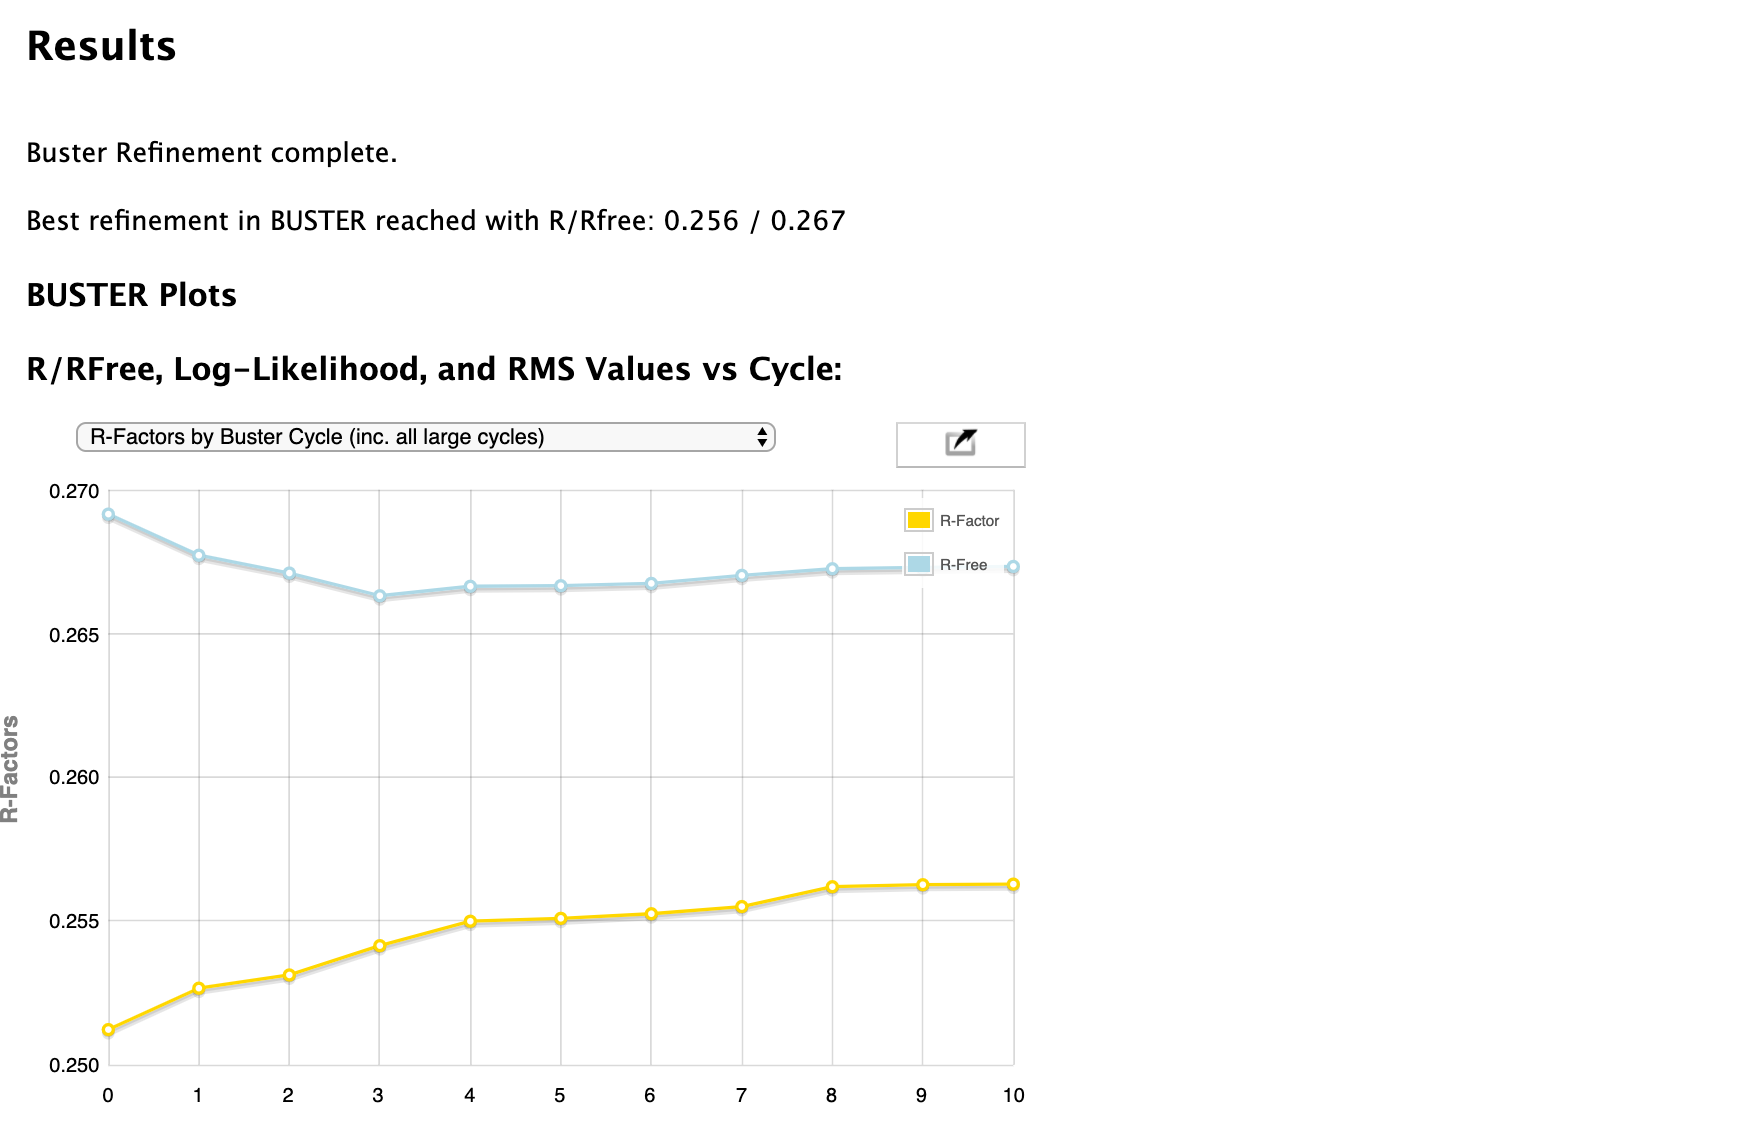 Results
Buster Refinement complete.
Best refinement in BUSTER reached with R/Rfree: 0.256 / 0.267
BUSTER Plots
R/RFree, Log-Likelihood, and RMS Values vs Cycle:
R-Factors by Buster Cycle (inc. all large cycles)
0.270
0.265
0.260
0.255
0.250
R-Factors
R-Factor
R-Free
0 1 2 3 4 5 6 7 8 9 10